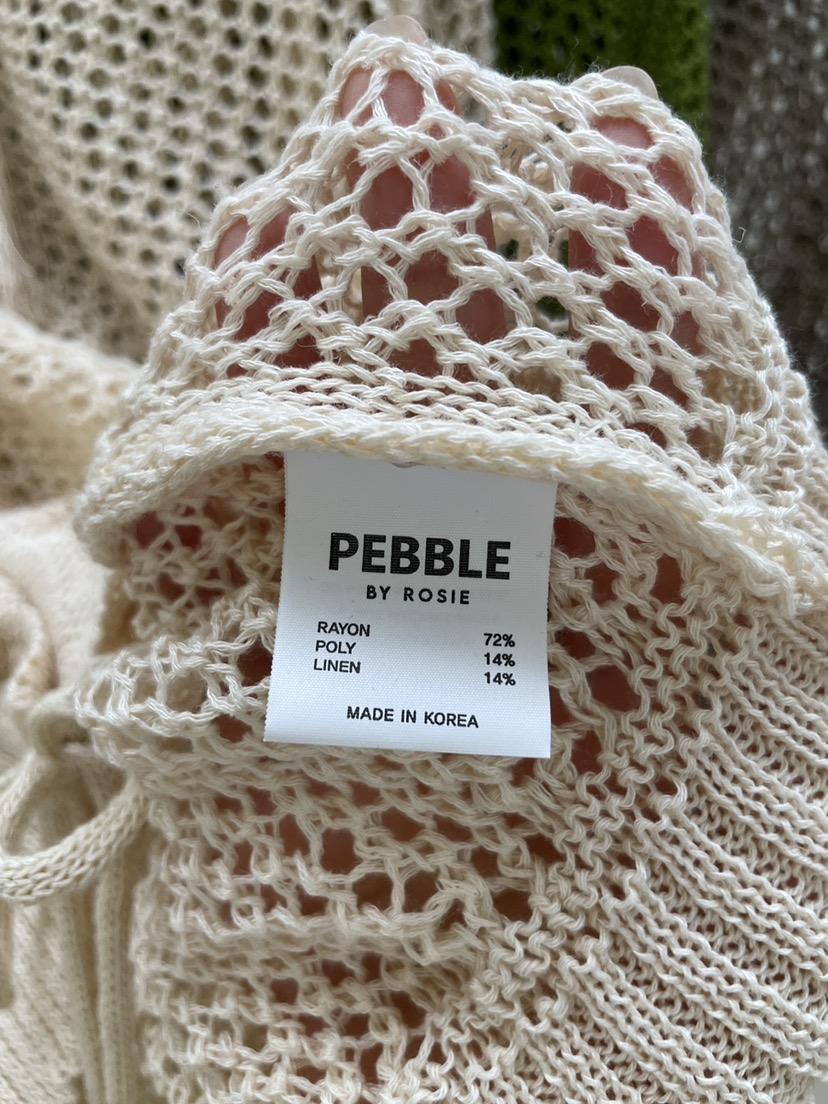 PEBBLE
BY ROSIE
RAYON 72%
POLY 14%
LINEN 14%
MADE IN KOREA